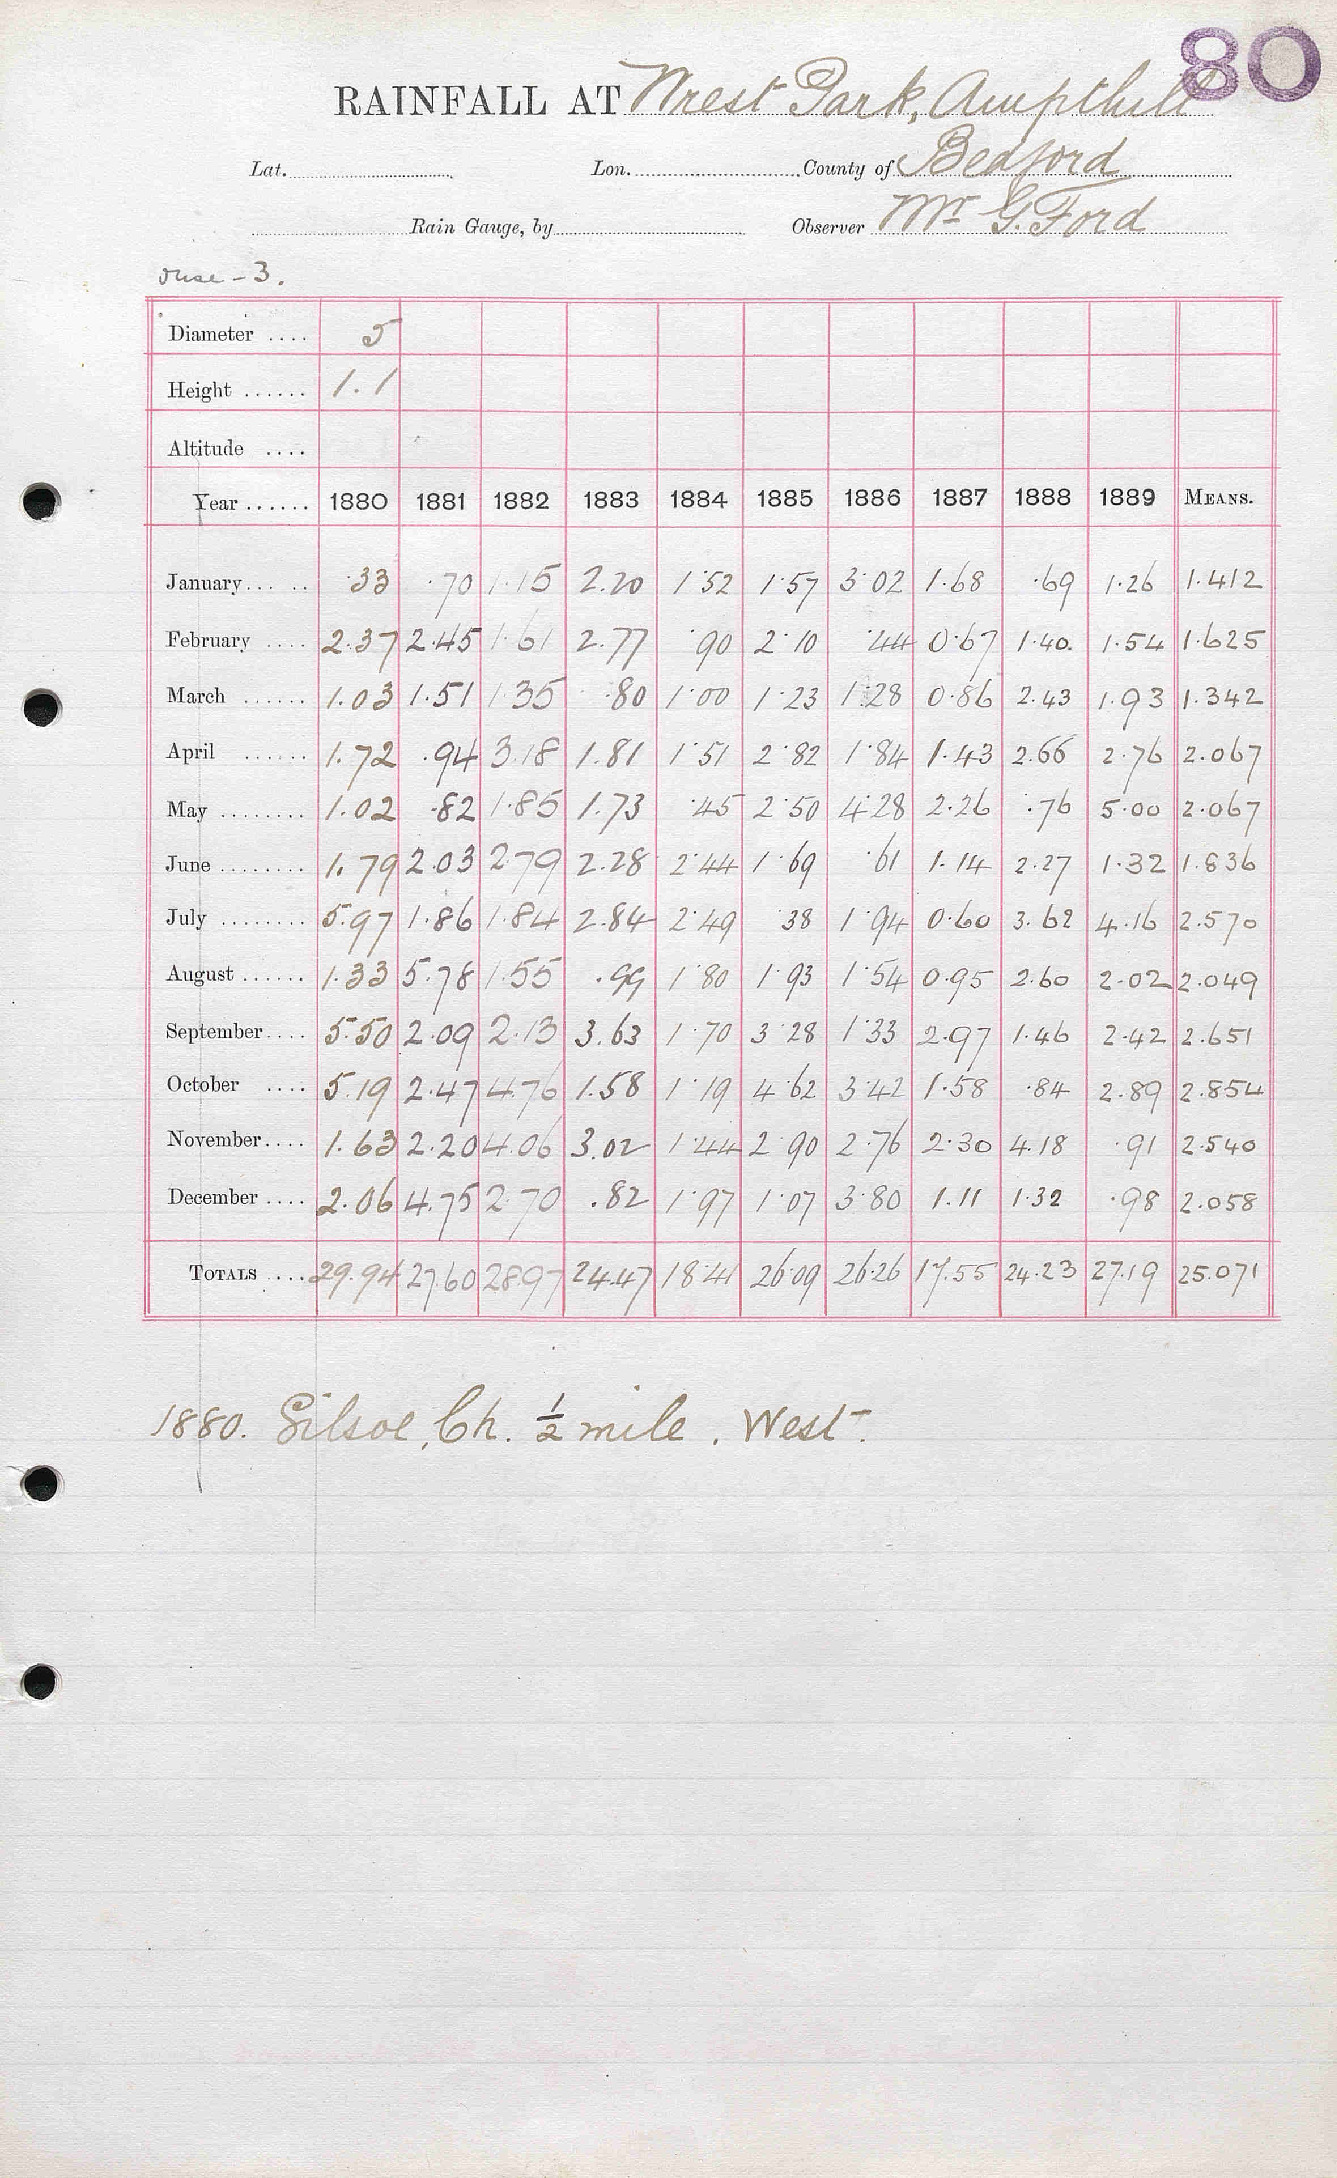 80
RAINFALL AT Wrest Park, Ampthill
Lat. Lon. County of Bedford
Rain Gauge, by Observer Mr G. Ford
Ouse - 3.
Diameter .... 5
Height ...... 1.1
Altitude ....
Year ...... 1880 1881 1882 1883 1884 1885 1886 1887 1888 1889 MEANS.
January..... .33 .70 1.15 2.20 1.52 1.57 3.02 1.68 .69 1.26 1.412
February .... 2.37 2.45 1.61 2.77 .90 2.10 .44 0.67 1.40. 1.54 1.625
March ...... 1.03 1.51 1.35 .80 1.00 1.23 1.28 0.86 2.43 1.93 1.342
April ...... 1.72 .94 3.18 1.81 1.51 2.82 1.84 1.43 2.66 2.76 2.067
May ........ 1.02 .82 1.85 1.73 .45 2.50 4.28 2.26 .76 5.00 2.067
June ........ 1.79 2.03 2.79 2.28 2.44 1.69 .61 1.14 2.27 1.32 1.836
July ........ 5.97 1.86 1.84 2.84 2.49 .38 1.94 0.60 3.62 4.16 2.570
August ...... 1.33 5.78 1.55 .99 1.80 1.93 1.54 0.95 2.60 2.02 2.049
September.... 5.50 2.09 2.13 3.63 1.70 3.28 1.33 2.97 1.46 2.42 2.651
October .... 5.19 2.47 4.76 1.58 1.19 4.62 3.42 1.58 .84 2.89 2.854
November.... 1.63 2.20 4.06 3.02 1.44 2.90 2.76 2.30 4.18 .91 2.540
December .... 2.06 4.75 2.70 .82 1.97 1.07 3.80 1.11 1.32 .98 2.058
TOTALS .... 29.94 27.60 28.97 24.47 18.41 26.09 26.26 17.55 24.23 27.19 25.071
1880. Silsoe, Ch. ½ mile. West.